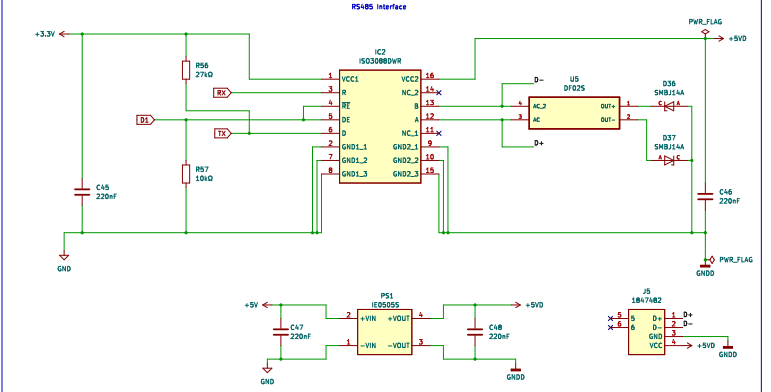 RS485 Interface
PWR_FLAG
+3.3V
+5VD
IC2
ISO3088DWR
R56
27kΩ
1 VCC1 VCC2 16
RX 3 R NC_2 14
D-
U5
DF02S
D36
SMBJ14A
4 RE B 13
4 AC_2 OUT+ 1 C A
D1 5 DE A 12
3 AC OUT- 2
TX 6 D NC_1 11
D37
SMBJ14A
2 GND1_1 GND2_1 9
D+
7 GND1_2 GND2_2 10
A C
8 GND1_3 GND2_3 15
R57
10kΩ
C45
220nF
C46
220nF
GND
PWR_FLAG
GNDD
PS1
IE0505S
J5
1847482
+5V
+5VD
2 +VIN +VOUT 4
C47
220nF
C48
220nF
1 -VIN -VOUT 3
5 5 D+ 1 D+
6 6 D- 2 D-
GND 3
VCC 4 +5VD
GNDD
GND
GNDD